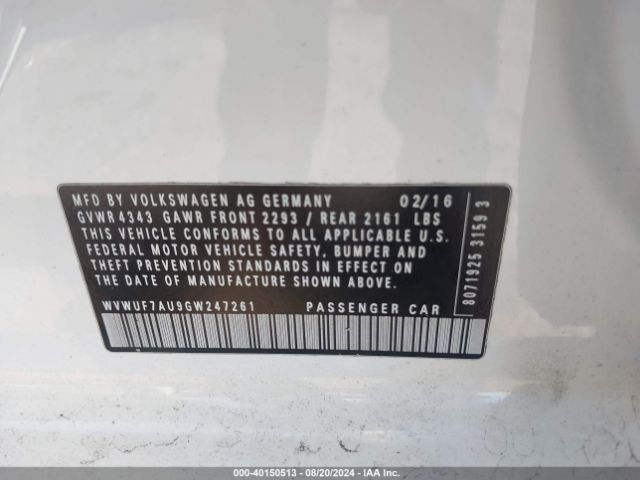 MFD BY VOLKSWAGEN AG GERMANY 02/16
GVWR 4343 GAWR FRONT 2293 / REAR 2161 LBS
THIS VEHICLE CONFORMS TO ALL APPLICABLE U.S.
FEDERAL MOTOR VEHICLE SAFETY, BUMPER AND
THEFT PREVENTION STANDARDS IN EFFECT ON
THE DATE OF MANUFACTURE SHOWN ABOVE.
WVWUF7AU9GW247261 PASSENGER CAR
8071925 3159 3
000-40150513 - 08/20/2024 - IAA Inc.